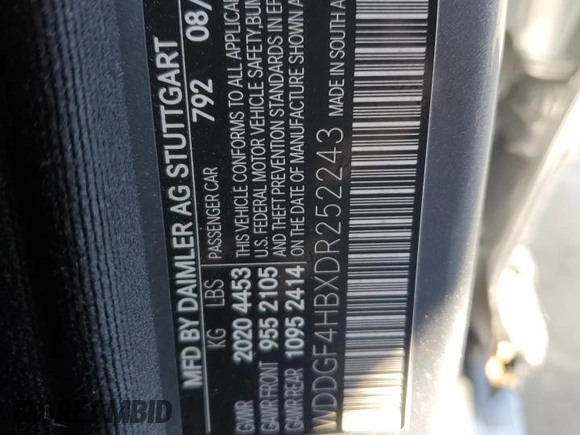 MFD BY DAIMLER AG STUTTGART
792 08/
KG LBS PASSENGER CAR
GVWR 2020 4453 THIS VEHICLE CONFORMS TO ALL APPLICA
GAWR FRONT 955 2105 U.S. FEDERAL MOTOR VEHICLE SAFETY, BUM
AND THEFT PREVENTION STANDARDS IN EF
GAWR REAR 1095 2414 ON THE DATE OF MANUFACTURE SHOWN A
WDDGF4HBXDR252243 MADE IN SOUTH A